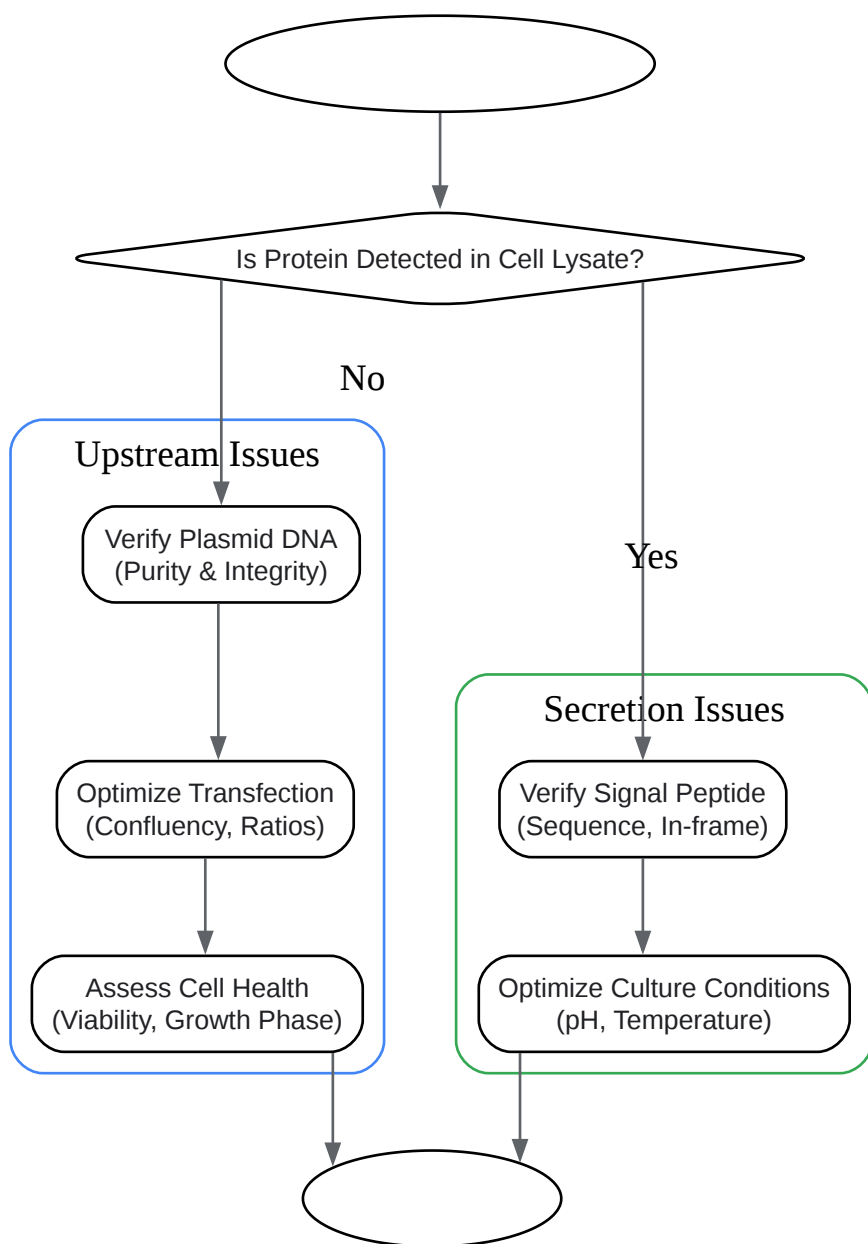 Is Protein Detected in Cell Lysate?
No
Upstream Issues
Verify Plasmid DNA
(Purity & Integrity)
Yes
Optimize Transfection
(Confluency, Ratios)
Assess Cell Health
(Viability, Growth Phase)
Secretion Issues
Verify Signal Peptide
(Sequence, In-frame)
Optimize Culture Conditions
(pH, Temperature)